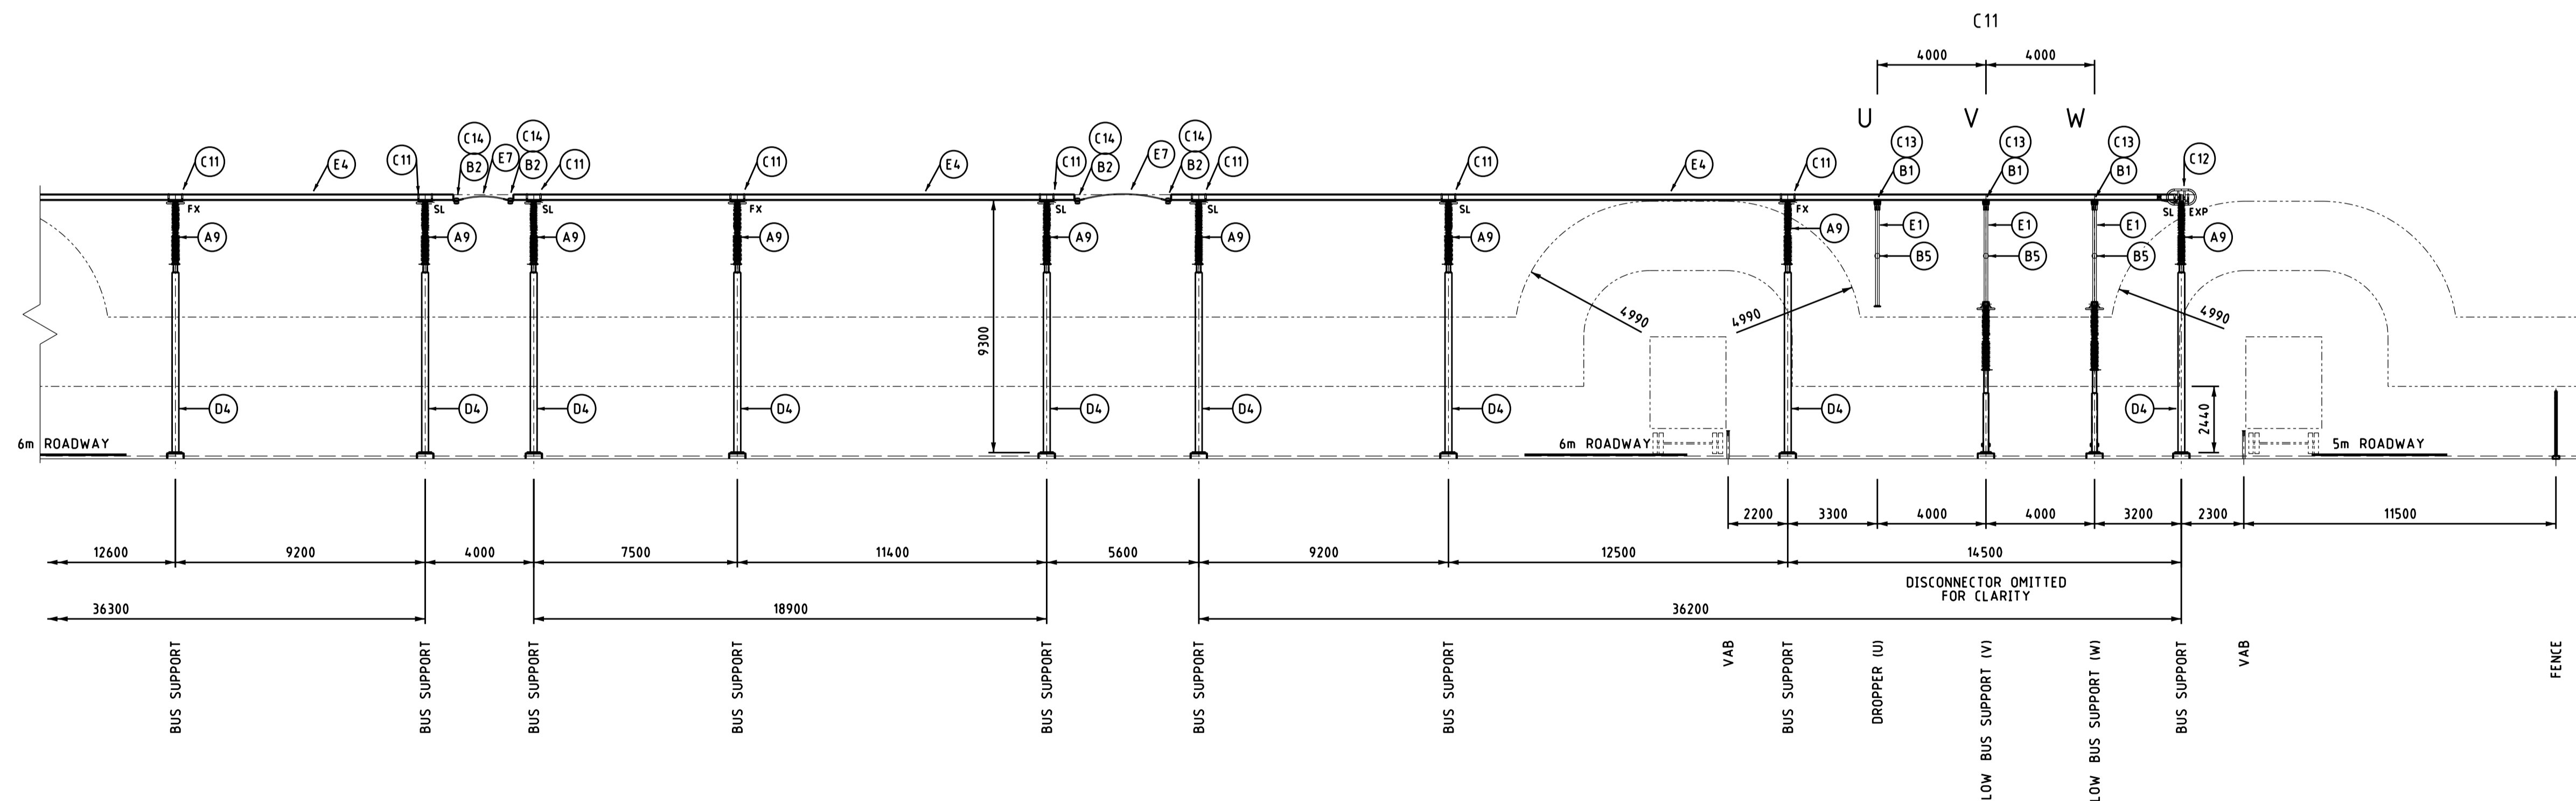 C11
4000 4000
U V W
C14 C14 C14 C14 C13 C13 C13
C11 E4 C11 B2 E7 B2 C11 C11 E4 C11 B2 E7 B2 C11 C11 E4 C11 B1 B1 B1 C12
FX SL SL FX SL SL SL FX SL EXP
A9 A9 A9 A9 A9 A9 A9 A9 E1 E1 E1 A9
B5 B5 B5
4990 4990 4990
9300
D4 D4 D4 D4 D4 D4 D4 D4 D4
2440
6m ROADWAY 6m ROADWAY 5m ROADWAY
2200 3300 4000 4000 3200 2300 11500
12600 9200 4000 7500 11400 5600 9200 12500 14500
DISCONNECTOR OMITTED
FOR CLARITY
36300 18900 36200
BUS SUPPORT
BUS SUPPORT
BUS SUPPORT
BUS SUPPORT
BUS SUPPORT
BUS SUPPORT
BUS SUPPORT
VAB
BUS SUPPORT
DROPPER (U)
LOW BUS SUPPORT (V)
LOW BUS SUPPORT (W)
BUS SUPPORT
VAB
FENCE